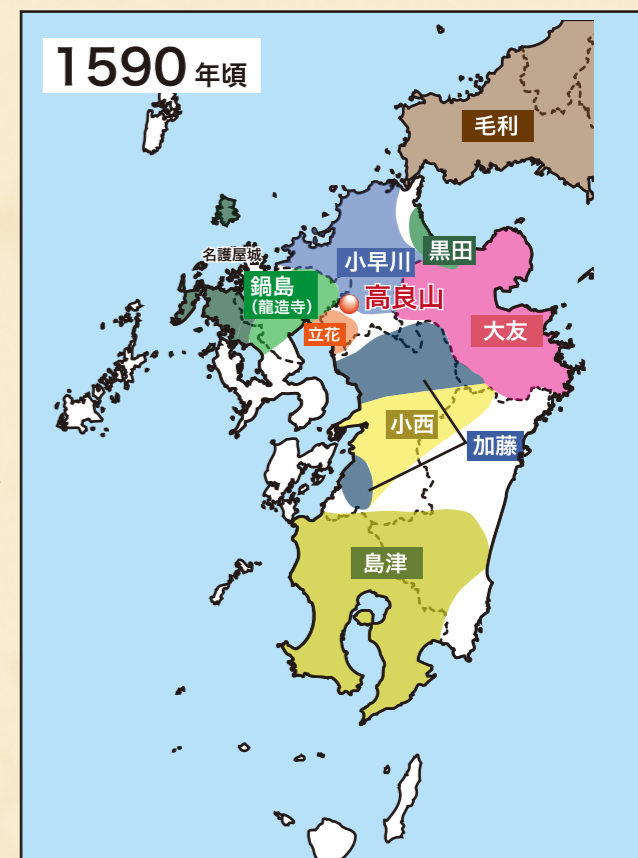 1590年頃
毛利
黒田
名護屋城
小早川
鍋島
(龍造寺)
高良山
立花
大友
小西
加藤
島津